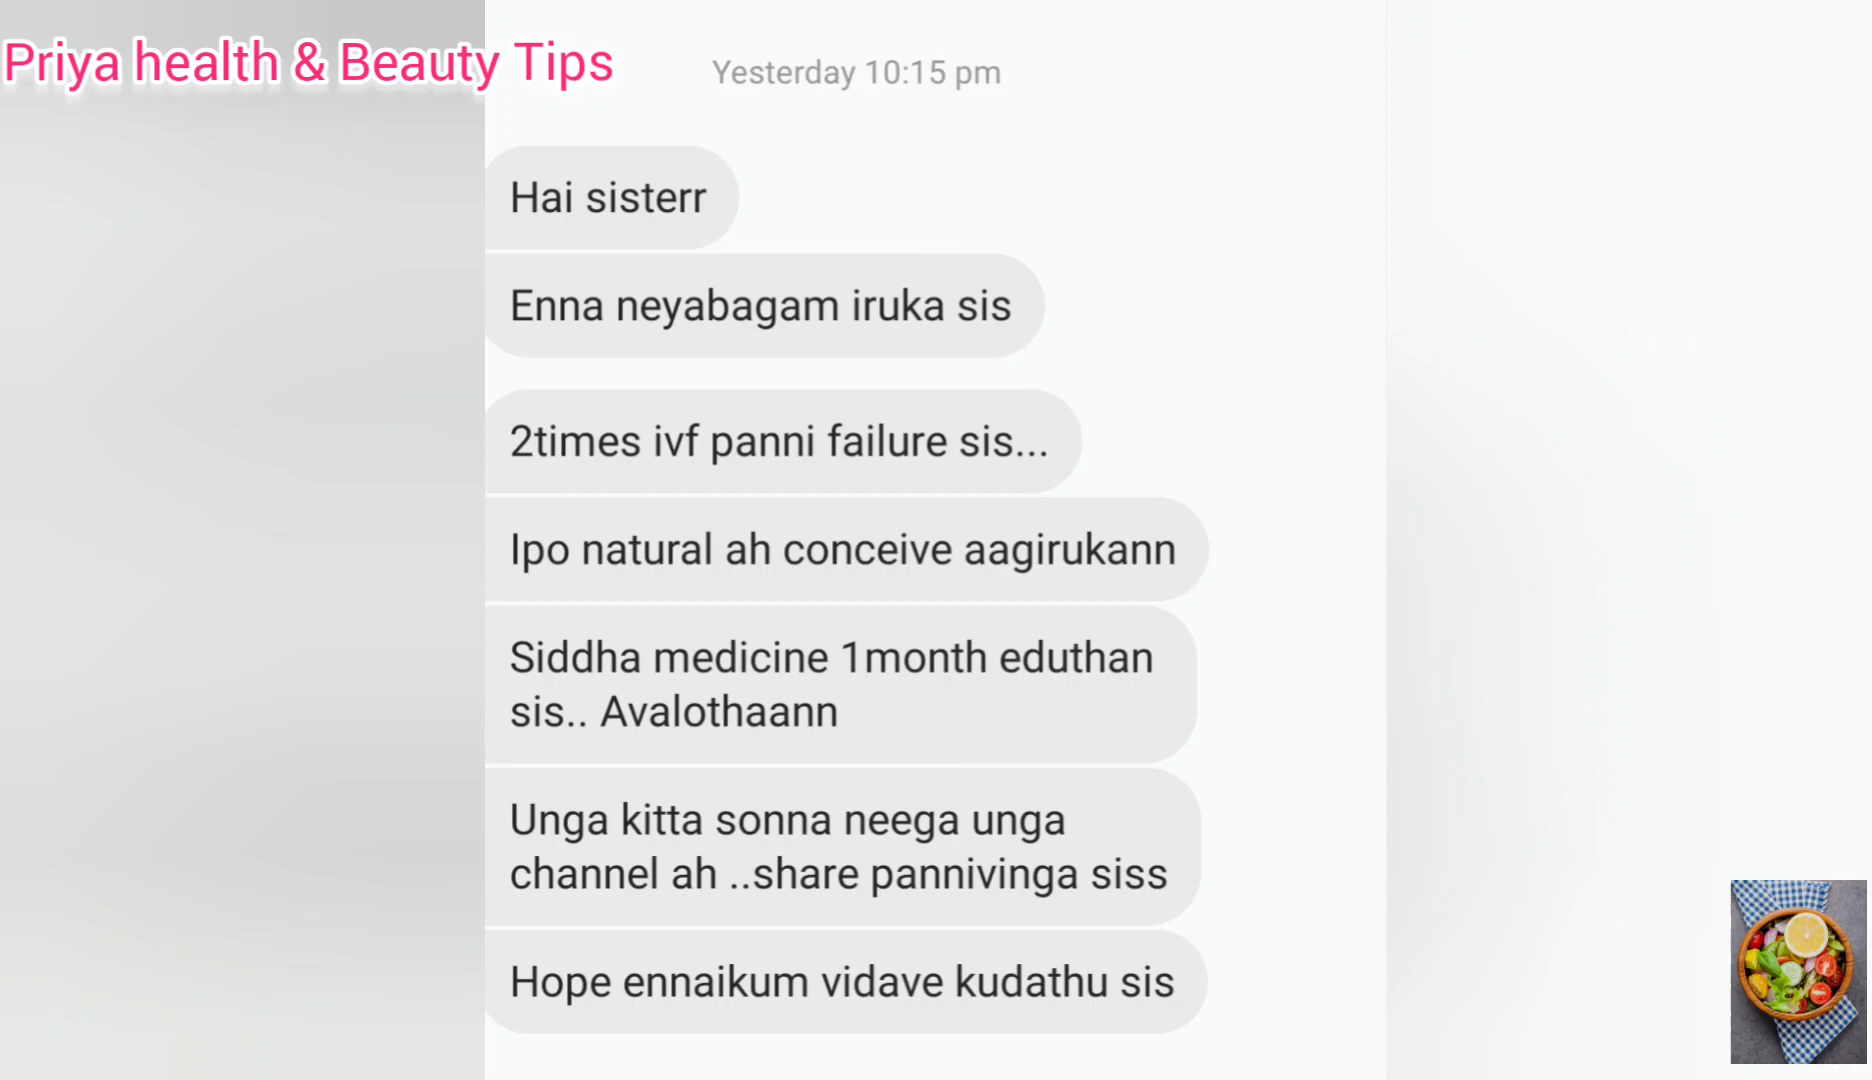 Priya health & Beauty Tips
Yesterday 10:15 pm
Hai sisterr
Enna neyabagam iruka sis
2times ivf panni failure sis...
Ipo natural ah conceive aagirukann
Siddha medicine 1month eduthan
sis.. Avalothaann
Unga kitta sonna neega unga
channel ah ..share pannivinga siss
Hope ennaikum vidave kudathu sis